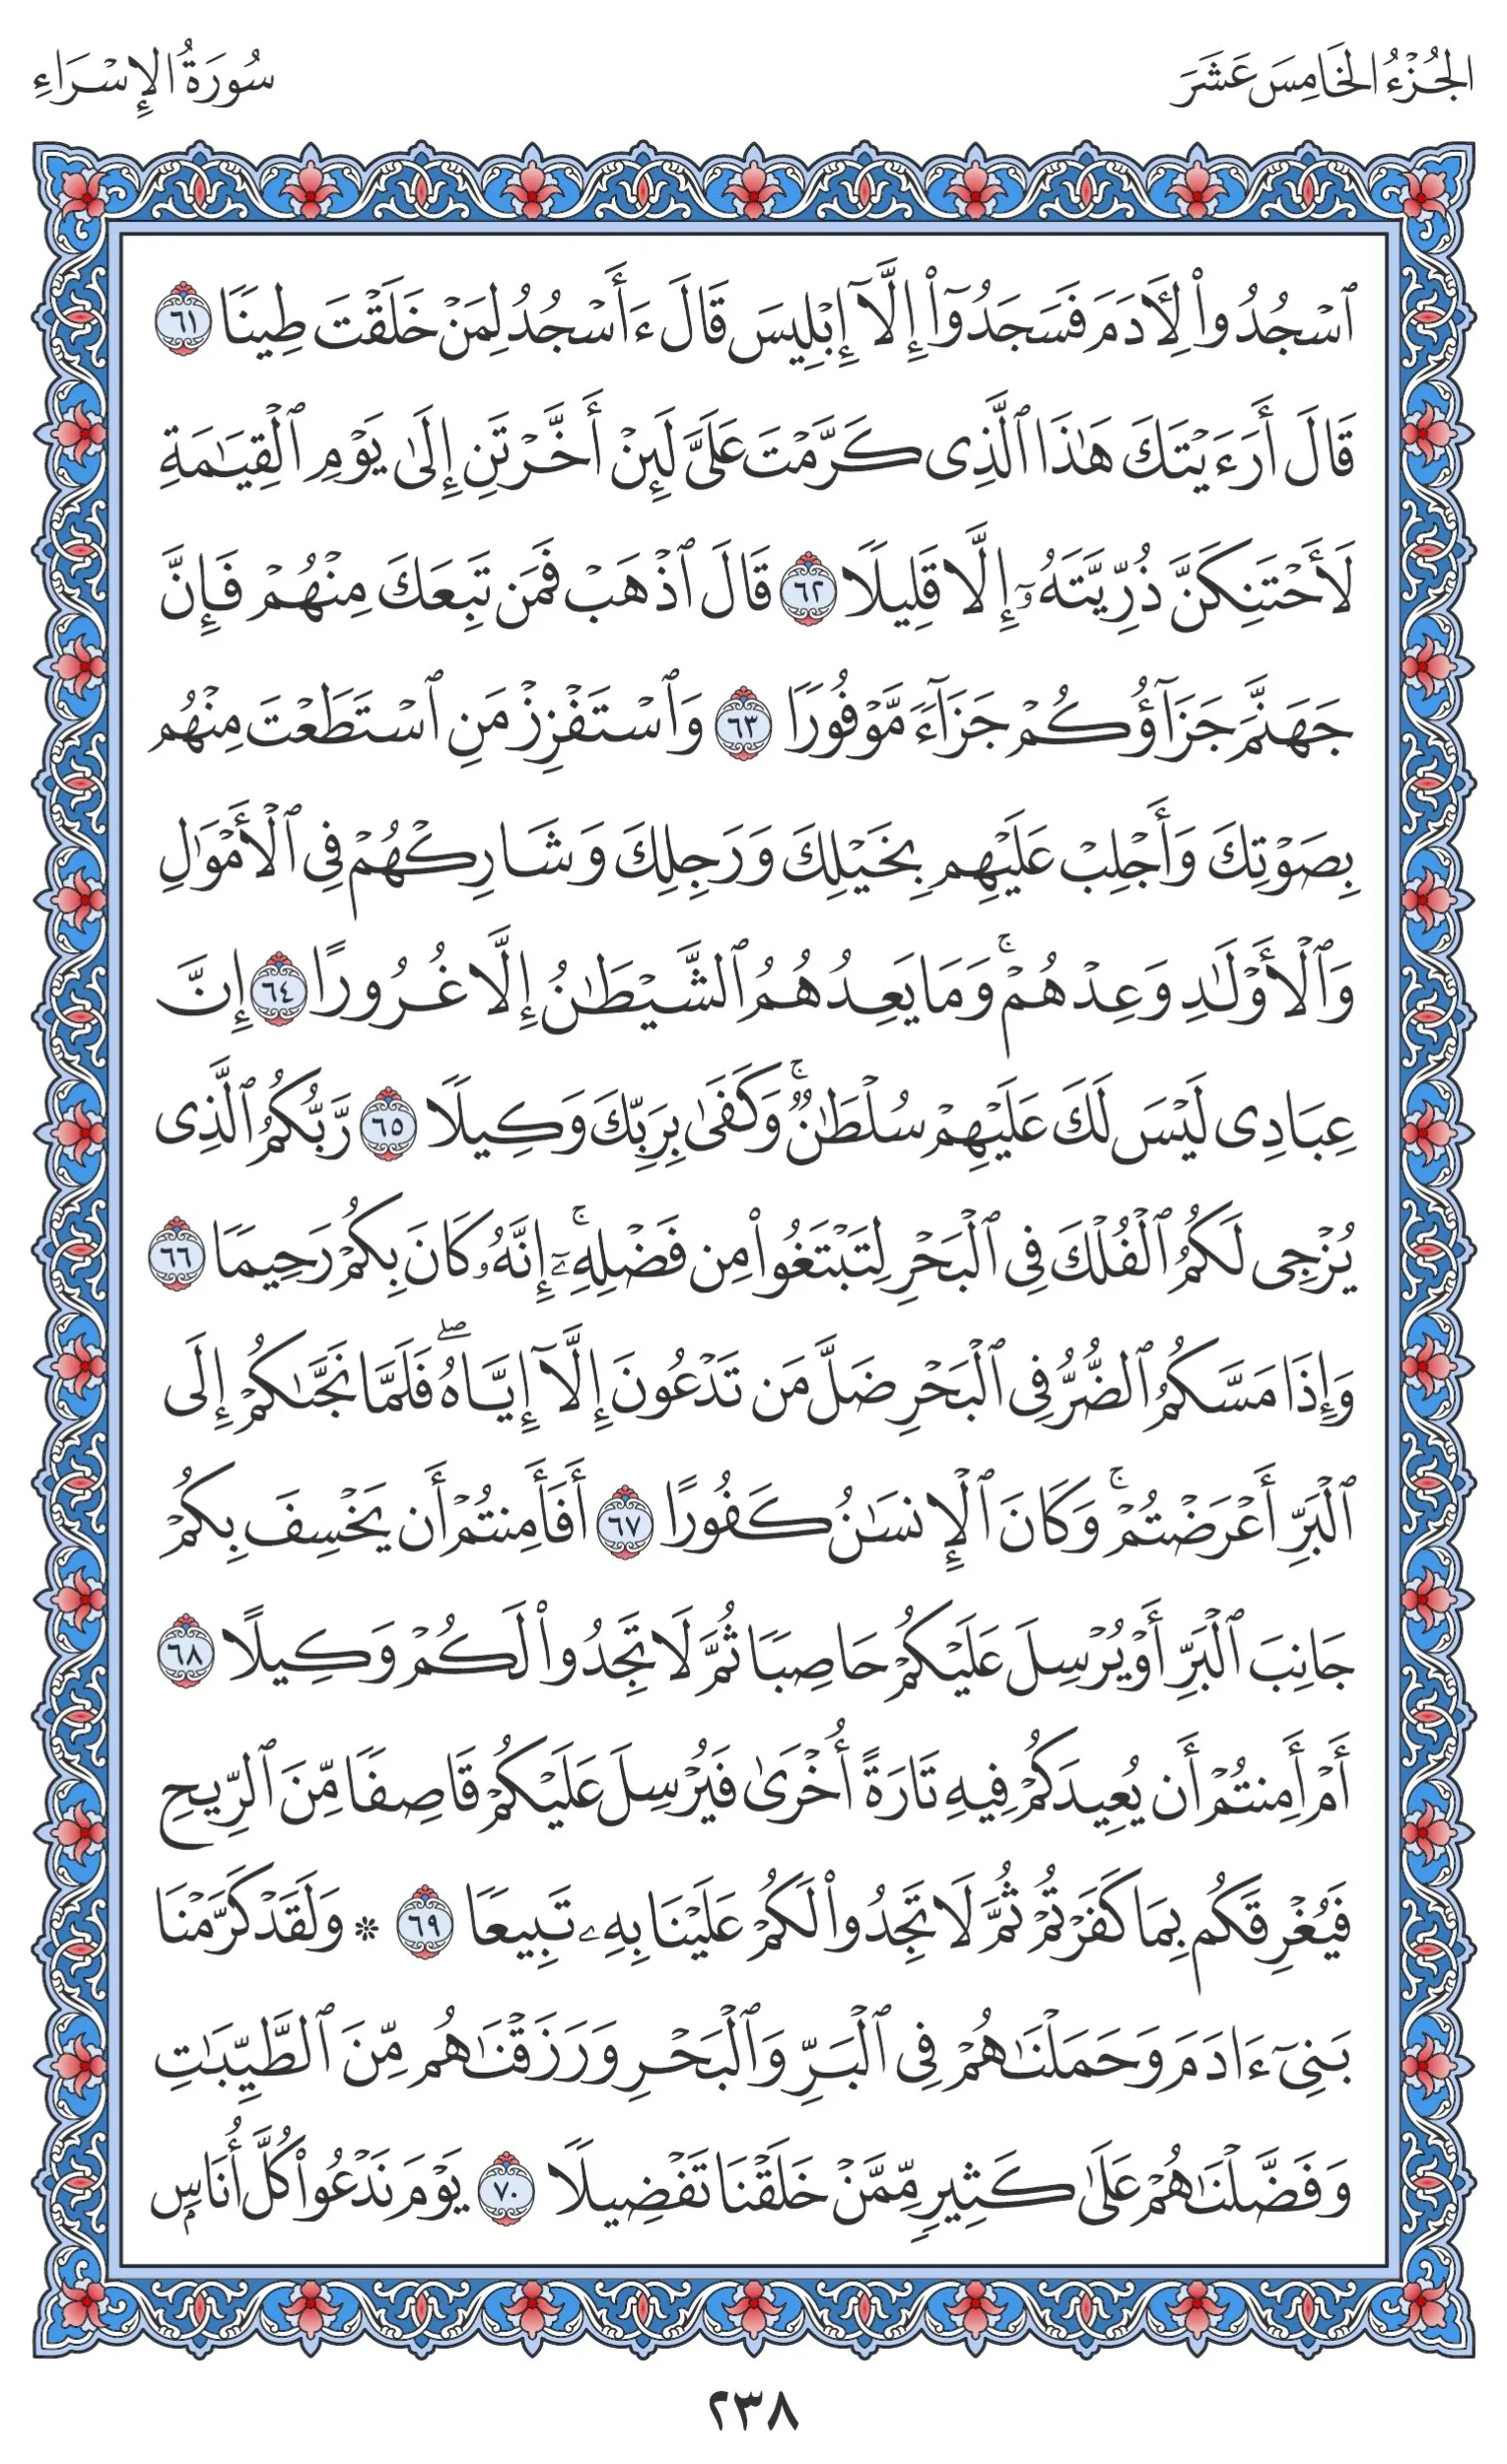 الجُزْءُ الخَامِسَ عَشَرَ
سُورَةُ الإِسْرَاءِ
ٱسْجُدُوا۟ لِـَٔادَمَ فَسَجَدُوٓا۟ إِلَّآ إِبْلِيسَ قَالَ ءَأَسْجُدُ لِمَنْ خَلَقْتَ طِينًا ٦١
قَالَ أَرَءَيْتَكَ هَٰذَا ٱلَّذِى كَرَّمْتَ عَلَىَّ لَئِنْ أَخَّرْتَنِ إِلَىٰ يَوْمِ ٱلْقِيَٰمَةِ
لَأَحْتَنِكَنَّ ذُرِّيَّتَهُۥٓ إِلَّا قَلِيلًا ٦٢ قَالَ ٱذْهَبْ فَمَن تَبِعَكَ مِنْهُمْ فَإِنَّ
جَهَنَّمَ جَزَآؤُكُمْ جَزَآءً مَّوْفُورًا ٦٣ وَٱسْتَفْزِزْ مَنِ ٱسْتَطَعْتَ مِنْهُم
بِصَوْتِكَ وَأَجْلِبْ عَلَيْهِم بِخَيْلِكَ وَرَجِلِكَ وَشَارِكْهُمْ فِى ٱلْأَمْوَٰلِ
وَٱلْأَوْلَٰدِ وَعِدْهُمْ ۚ وَمَا يَعِدُهُمُ ٱلشَّيْطَٰنُ إِلَّا غُرُورًا ٦٤ إِنَّ
عِبَادِى لَيْسَ لَكَ عَلَيْهِمْ سُلْطَٰنٌ ۚ وَكَفَىٰ بِرَبِّكَ وَكِيلًا ٦٥ رَّبُّكُمُ ٱلَّذِى
يُزْجِى لَكُمُ ٱلْفُلْكَ فِى ٱلْبَحْرِ لِتَبْتَغُوا۟ مِن فَضْلِهِۦٓ ۚ إِنَّهُۥ كَانَ بِكُمْ رَحِيمًا ٦٦
وَإِذَا مَسَّكُمُ ٱلضُّرُّ فِى ٱلْبَحْرِ ضَلَّ مَن تَدْعُونَ إِلَّآ إِيَّاهُ ۖ فَلَمَّا نَجَّىٰكُمْ إِلَى
ٱلْبَرِّ أَعْرَضْتُمْ ۚ وَكَانَ ٱلْإِنسَٰنُ كَفُورًا ٦٧ أَفَأَمِنتُمْ أَن يَخْسِفَ بِكُمْ
جَانِبَ ٱلْبَرِّ أَوْ يُرْسِلَ عَلَيْكُمْ حَاصِبًا ثُمَّ لَا تَجِدُوا۟ لَكُمْ وَكِيلًا ٦٨
أَمْ أَمِنتُمْ أَن يُعِيدَكُمْ فِيهِ تَارَةً أُخْرَىٰ فَيُرْسِلَ عَلَيْكُمْ قَاصِفًا مِّنَ ٱلرِّيحِ
فَيُغْرِقَكُم بِمَا كَفَرْتُمْ ثُمَّ لَا تَجِدُوا۟ لَكُمْ عَلَيْنَا بِهِۦ تَبِيعًا ٦٩ * وَلَقَدْ كَرَّمْنَا
بَنِىٓ ءَادَمَ وَحَمَلْنَٰهُمْ فِى ٱلْبَرِّ وَٱلْبَحْرِ وَرَزَقْنَٰهُم مِّنَ ٱلطَّيِّبَٰتِ
وَفَضَّلْنَٰهُمْ عَلَىٰ كَثِيرٍ مِّمَّنْ خَلَقْنَا تَفْضِيلًا ٧٠ يَوْمَ نَدْعُوا۟ كُلَّ أُنَاسٍۭ
٢٣٨